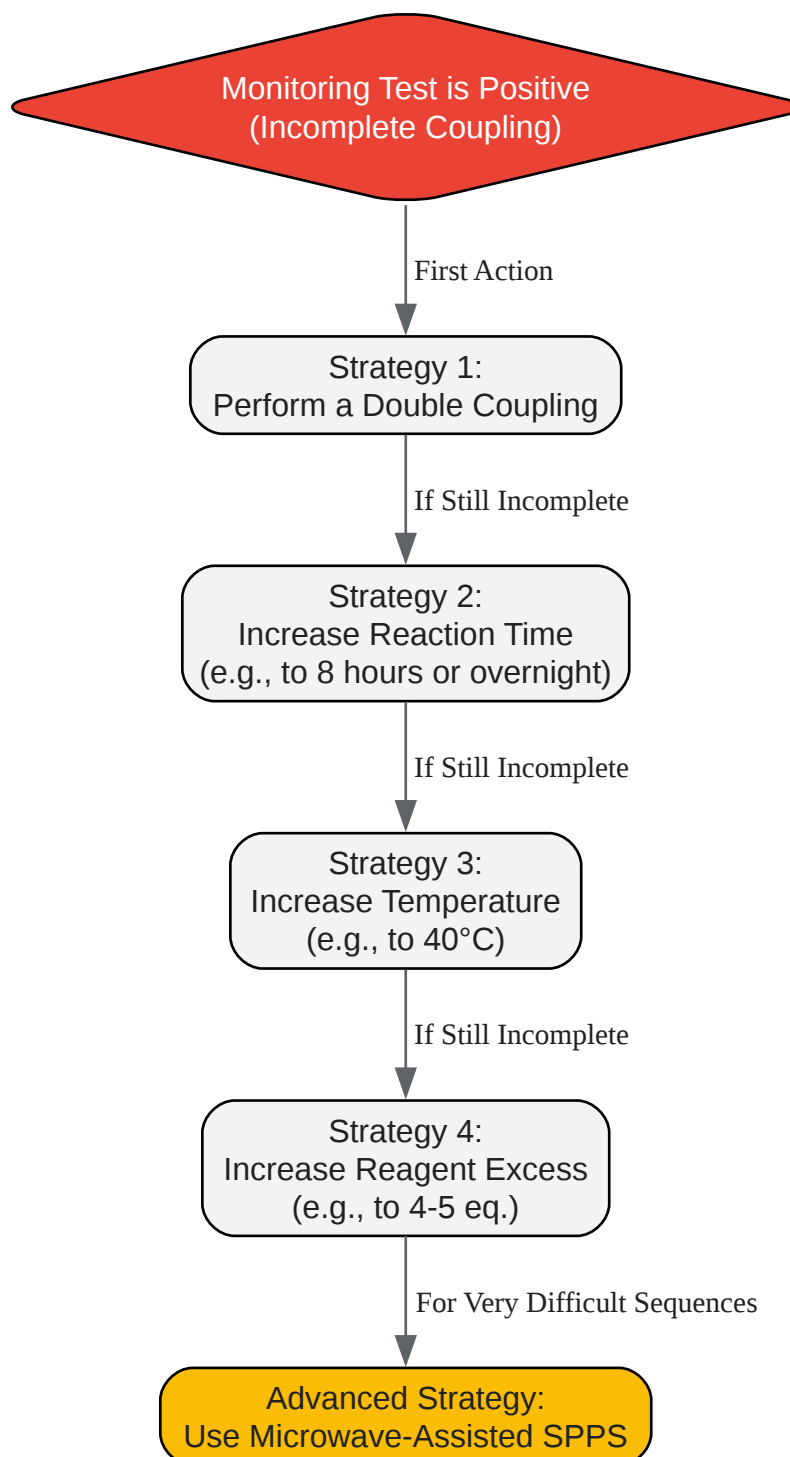 Monitoring Test is Positive
(Incomplete Coupling)
First Action
Strategy 1:
Perform a Double Coupling
If Still Incomplete
Strategy 2:
Increase Reaction Time
(e.g., to 8 hours or overnight)
If Still Incomplete
Strategy 3:
Increase Temperature
(e.g., to 40°C)
If Still Incomplete
Strategy 4:
Increase Reagent Excess
(e.g., to 4-5 eq.)
For Very Difficult Sequences
Advanced Strategy:
Use Microwave-Assisted SPPS